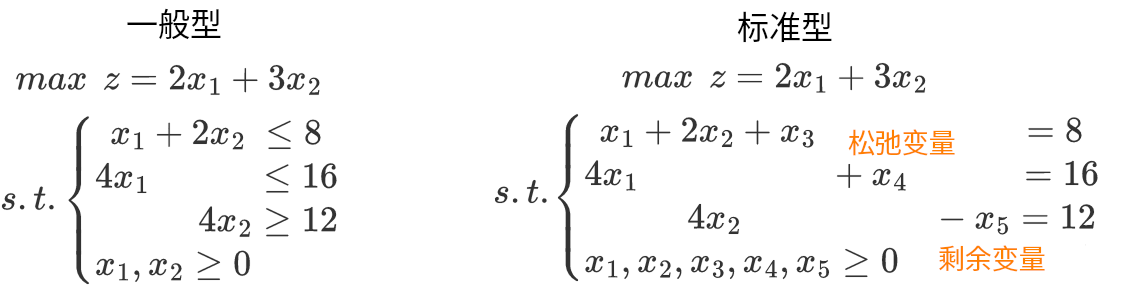 一般型
max z = 2x₁ + 3x₂
s.t. { x₁ + 2x₂ ≤ 8
4x₁ ≤ 16
4x₂ ≥ 12
x₁, x₂ ≥ 0
标准型
max z = 2x₁ + 3x₂
s.t. { x₁ + 2x₂ + x₃ = 8
松弛变量
4x₁ + x₄ = 16
4x₂ − x₅ = 12
x₁, x₂, x₃, x₄, x₅ ≥ 0
剩余变量